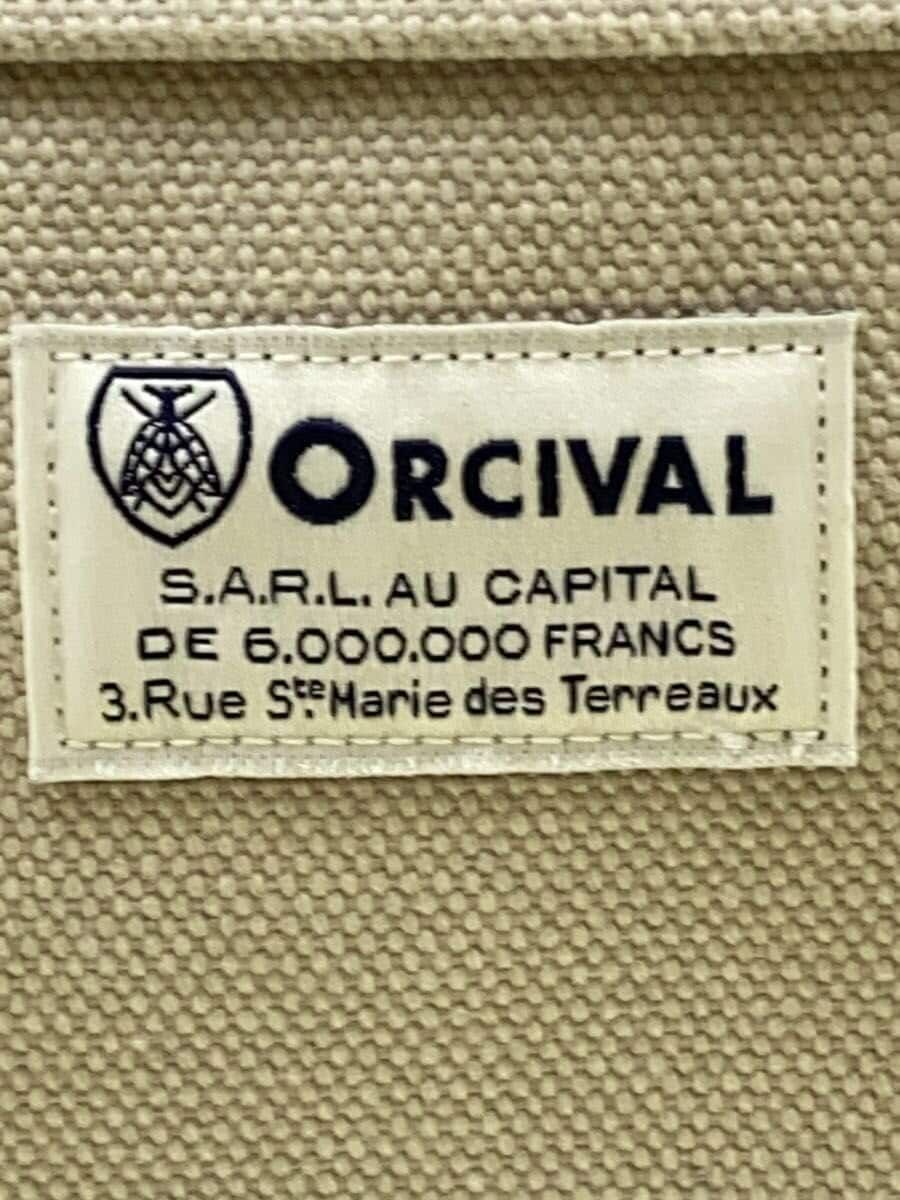 ORCIVAL
S.A.R.L. AU CAPITAL
DE 6.000.000 FRANCS
3.Rue Sᵗᵉ.Marie des Terreaux